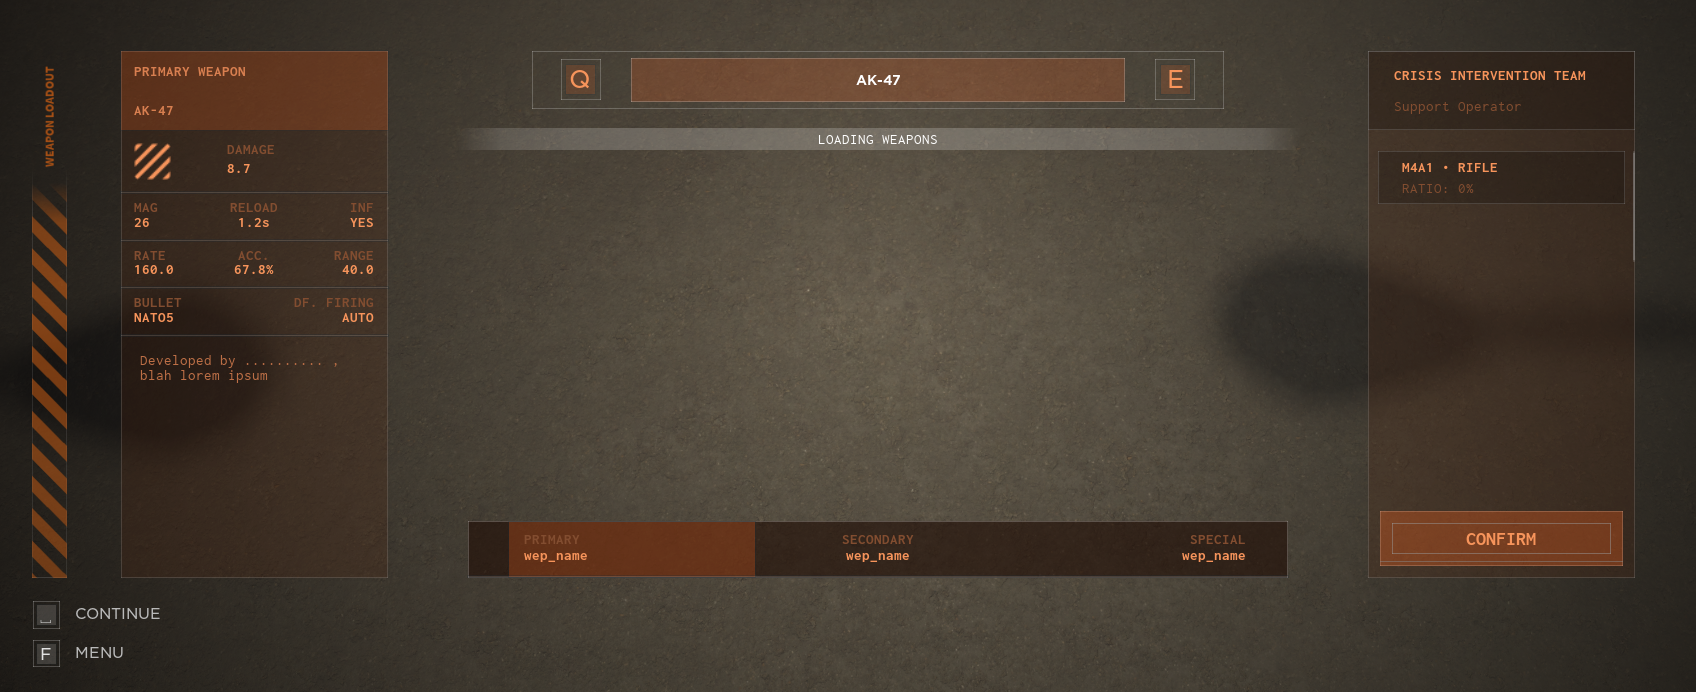 WEAPON LOADOUT
PRIMARY WEAPON
AK-47
DAMAGE
8.7
MAG RELOAD INF
26 1.2s YES
RATE ACC. RANGE
160.0 67.8% 40.0
BULLET DF. FIRING
NATO5 AUTO
Developed by .......... ,
blah lorem ipsum
Q AK-47 E
LOADING WEAPONS
PRIMARY SECONDARY SPECIAL
wep_name wep_name wep_name
CRISIS INTERVENTION TEAM
Support Operator
M4A1 • RIFLE
RATIO: 0%
CONFIRM
CONTINUE
F MENU